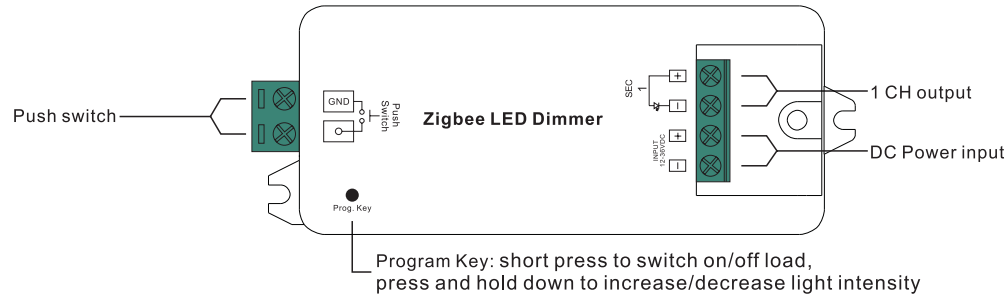 Push switch
GND
Push
Switch
Zigbee LED Dimmer
SEC
1
+
−
+
−
INPUT
12-36VDC
1 CH output
DC Power input
Prog. Key
Program Key: short press to switch on/off load,
press and hold down to increase/decrease light intensity